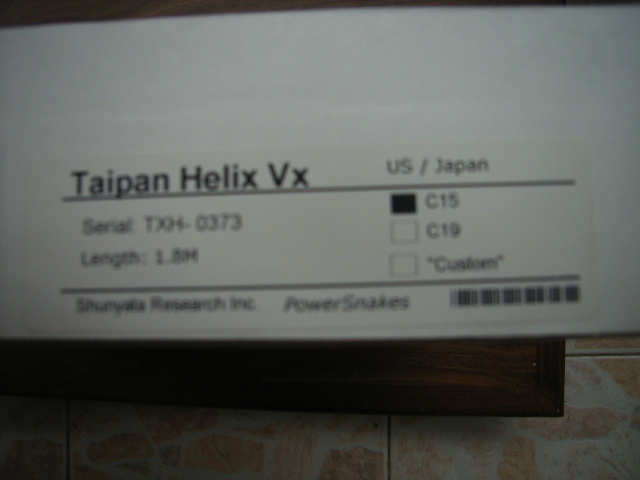 Taipan Helix Vx
US / Japan
C15
Serial: TXH- 0373
C19
Length: 1.8M
"Custom"
Shunyata Research Inc. PowerSnakes